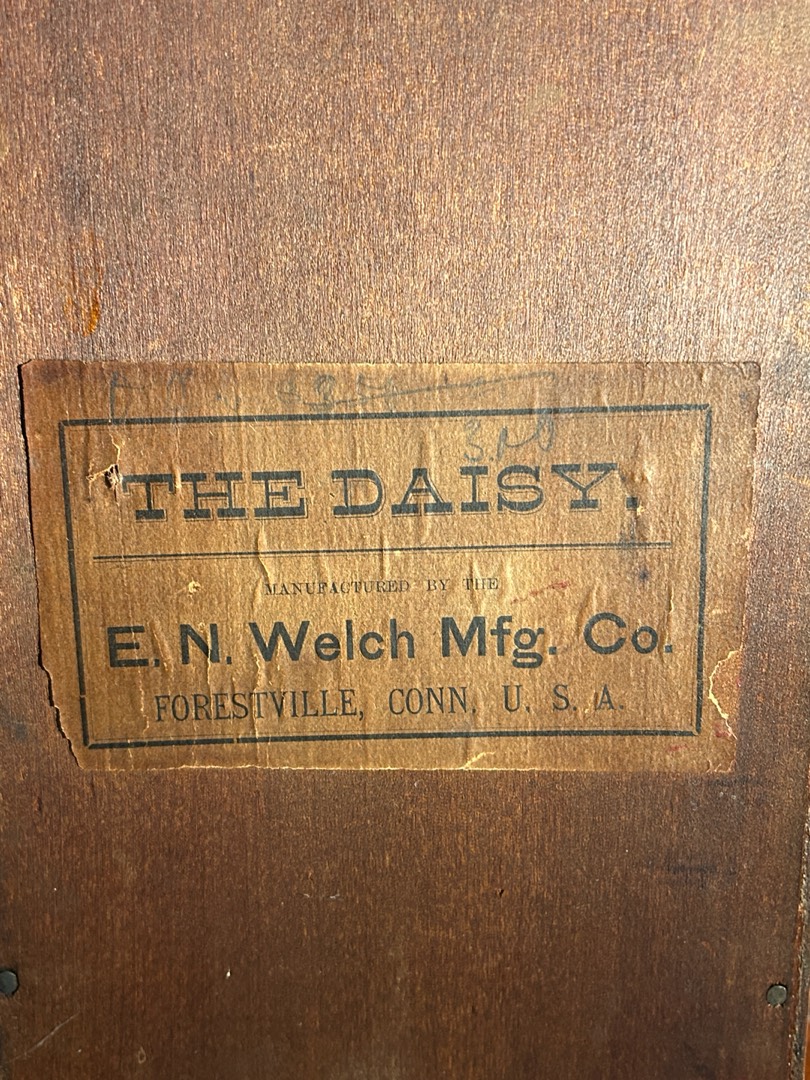 THE DAISY.
MANUFACTURED BY THE
E. N. Welch Mfg. Co.
FORESTVILLE, CONN. U. S. A.